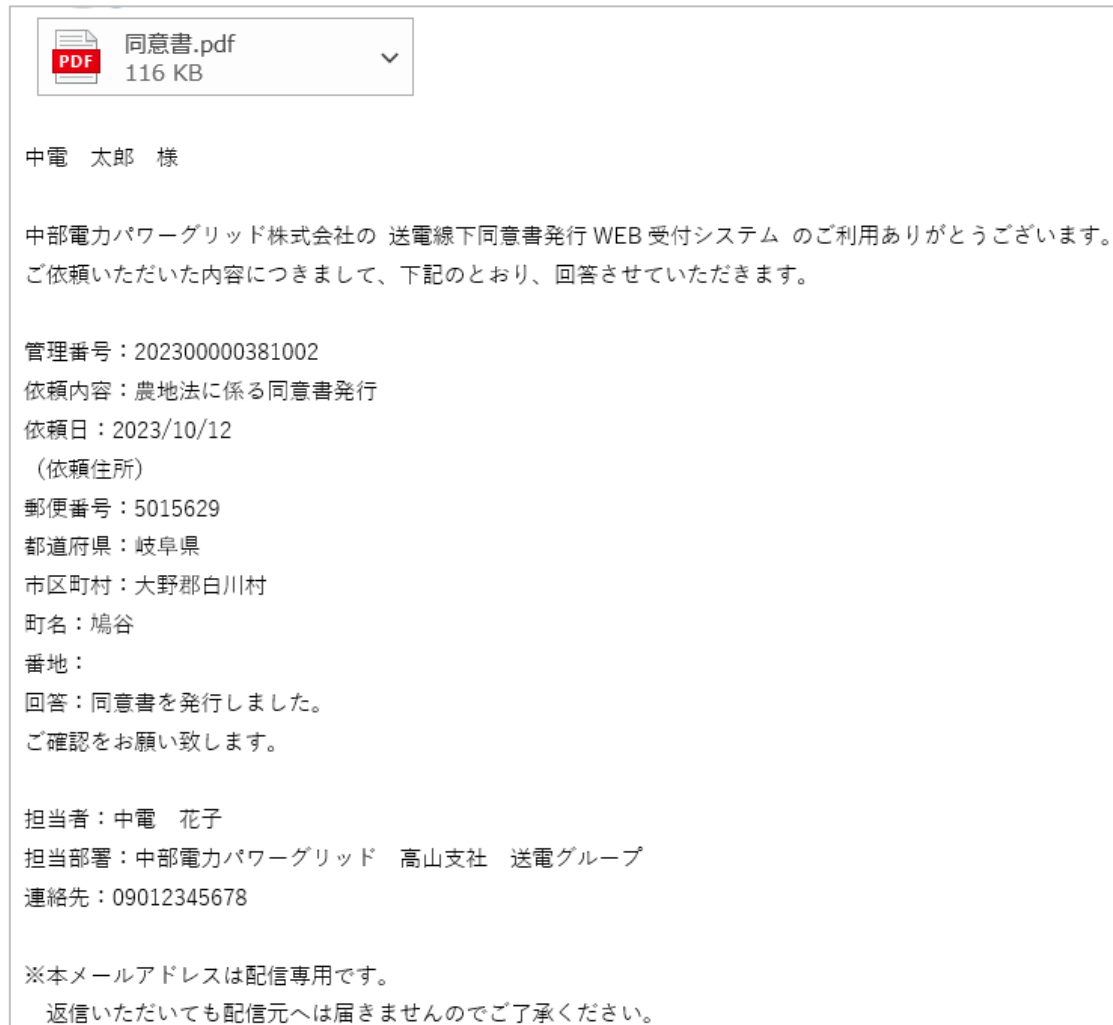 PDF
同意書.pdf
116 KB
中電　太郎　様
中部電力パワーグリッド株式会社の 送電線下同意書発行 WEB 受付システム のご利用ありがとうございます。
ご依頼いただいた内容につきまして、下記のとおり、回答させていただきます。
管理番号：202300000381002
依頼内容：農地法に係る同意書発行
依頼日：2023/10/12
（依頼住所）
郵便番号：5015629
都道府県：岐阜県
市区町村：大野郡白川村
町名：鳩谷
番地：
回答：同意書を発行しました。
ご確認をお願い致します。
担当者：中電　花子
担当部署：中部電力パワーグリッド　高山支社　送電グループ
連絡先：09012345678
※本メールアドレスは配信専用です。
　返信いただいても配信元へは届きませんのでご了承ください。